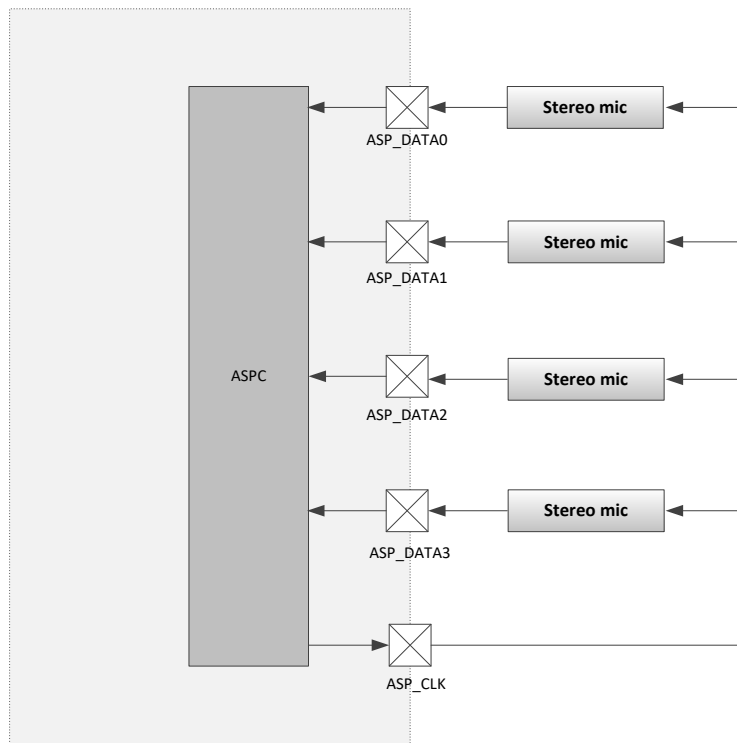 Stereo mic
ASP_DATA0
Stereo mic
ASP_DATA1
ASPC
Stereo mic
ASP_DATA2
Stereo mic
ASP_DATA3
ASP_CLK